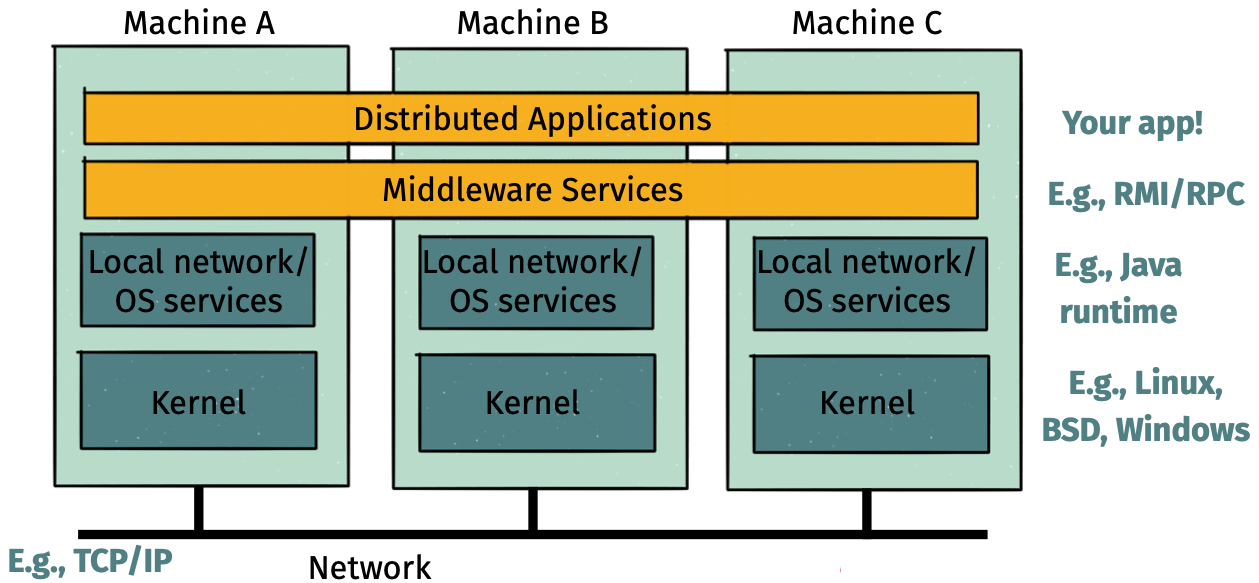 Machine A
Machine B
Machine C
Distributed Applications
Your app!
Middleware Services
E.g., RMI/RPC
Local network/
OS services
Local network/
OS services
Local network/
OS services
E.g., Java
runtime
Kernel
Kernel
Kernel
E.g., Linux,
BSD, Windows
E.g., TCP/IP
Network